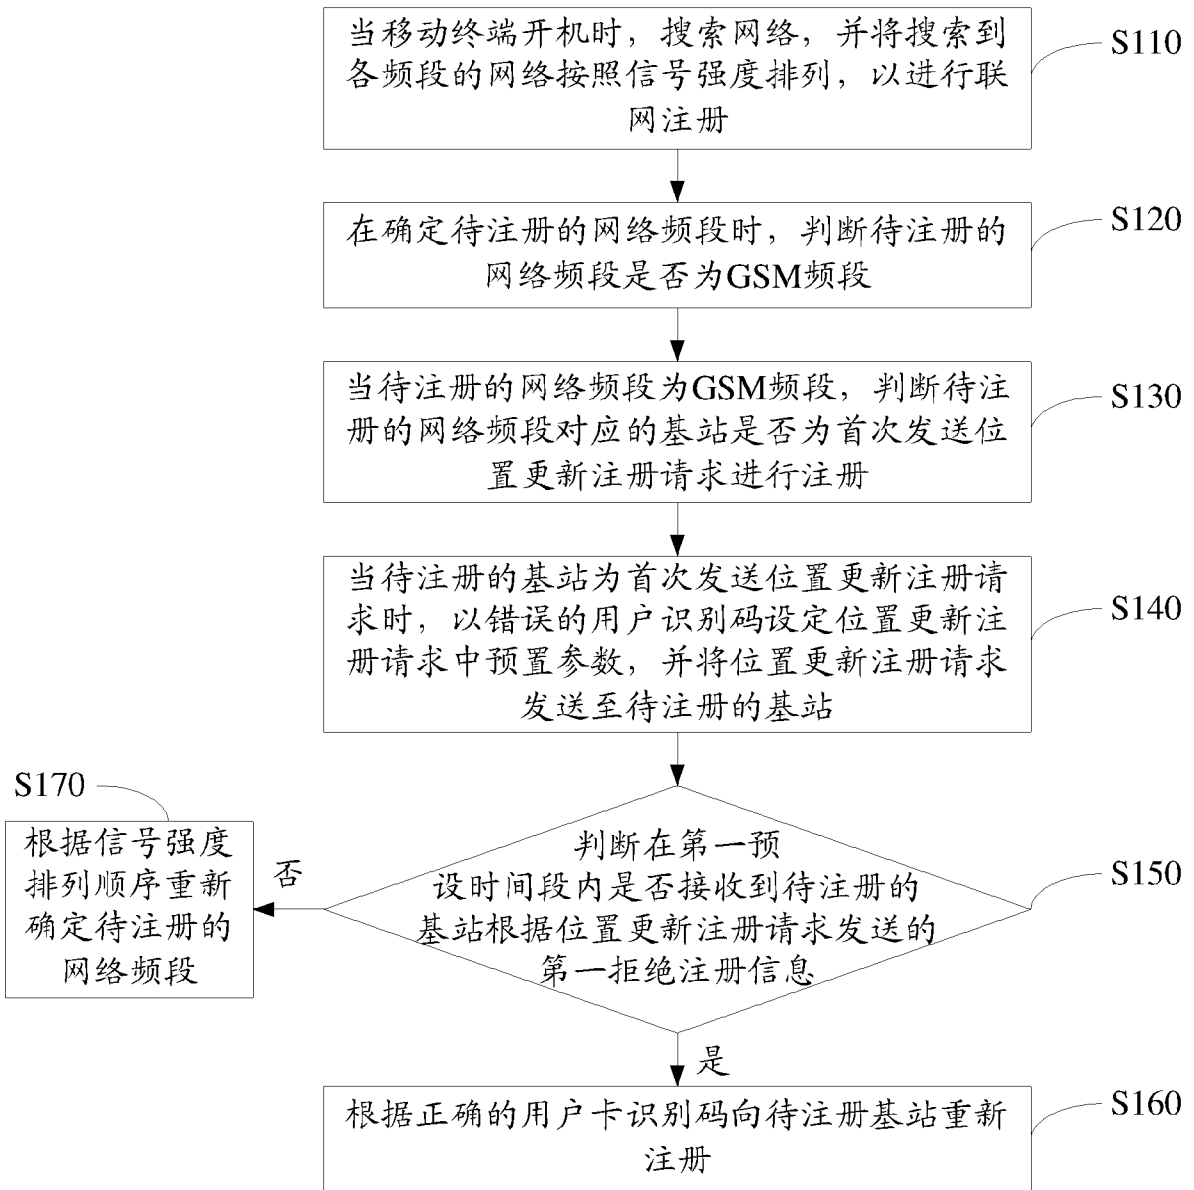 当移动终端开机时，搜索网络，并将搜索到
各频段的网络按照信号强度排列，以进行联
网注册
S110
在确定待注册的网络频段时，判断待注册的
网络频段是否为GSM频段
S120
当待注册的网络频段为GSM频段，判断待注
册的网络频段对应的基站是否为首次发送位
置更新注册请求进行注册
S130
当待注册的基站为首次发送位置更新注册请
求时，以错误的用户识别码设定位置更新注
册请求中预置参数，并将位置更新注册请求
发送至待注册的基站
S140
S170
根据信号强度
排列顺序重新
确定待注册的
网络频段
否
判断在第一预
设时间段内是否接收到待注册的
基站根据位置更新注册请求发送的
第一拒绝注册信息
S150
是
根据正确的用户卡识别码向待注册基站重新
注册
S160